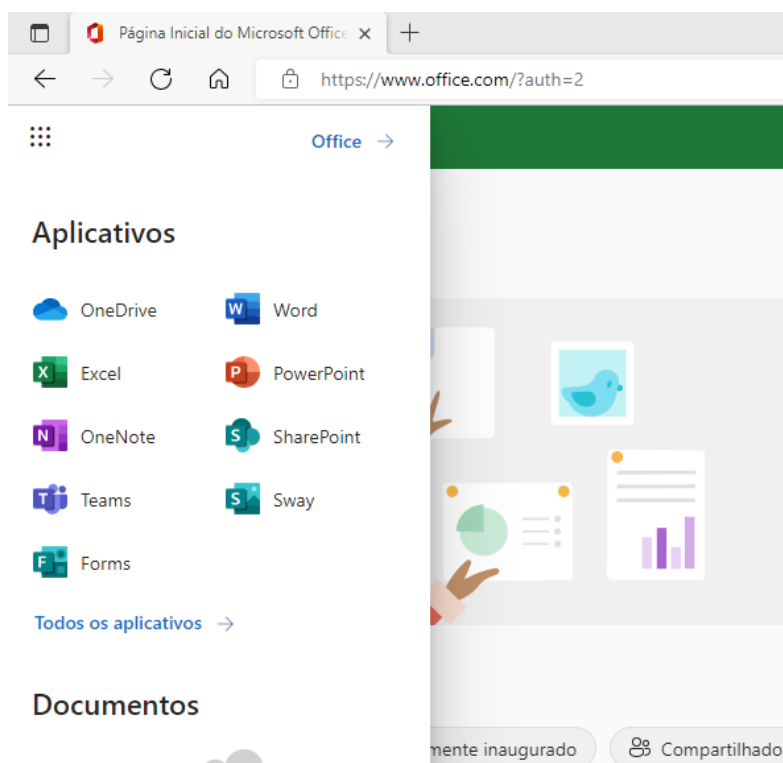 Página Inicial do Microsoft Office
https://www.office.com/?auth=2
Office
Aplicativos
OneDrive
W Word
X Excel
P PowerPoint
N OneNote
S SharePoint
T Teams
S Sway
F Forms
Todos os aplicativos
Documentos
mente inaugurado
Compartilhado